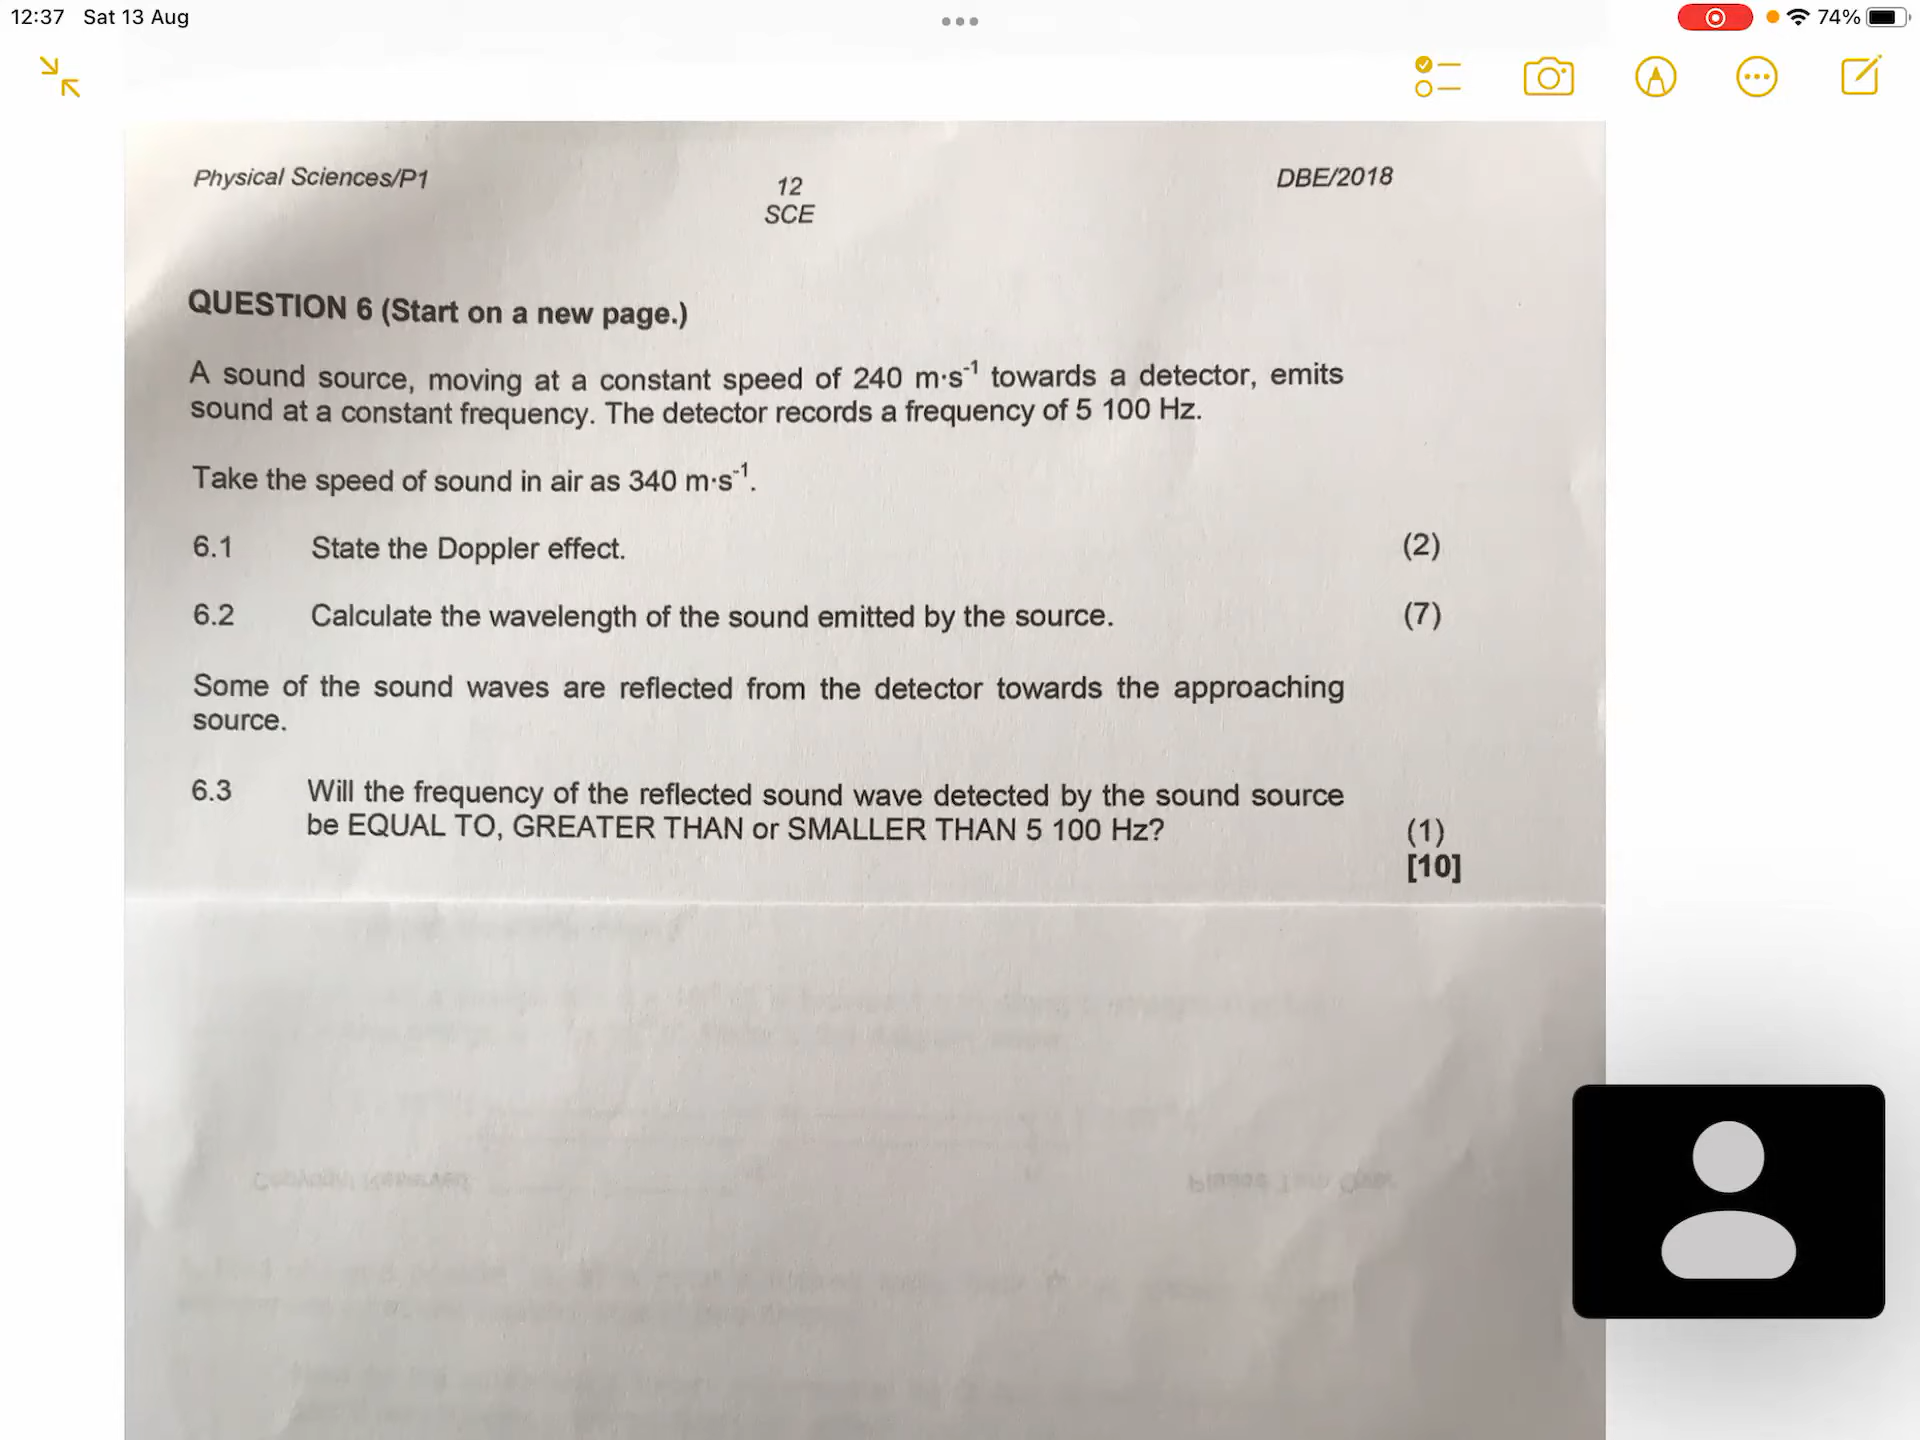 12:37 Sat 13 Aug
74%
Physical Sciences/P1
12
SCE
DBE/2018
QUESTION 6 (Start on a new page.)
A sound source, moving at a constant speed of 240 m·s⁻¹ towards a detector, emits
sound at a constant frequency. The detector records a frequency of 5 100 Hz.
Take the speed of sound in air as 340 m·s⁻¹.
6.1 State the Doppler effect. (2)
6.2 Calculate the wavelength of the sound emitted by the source. (7)
Some of the sound waves are reflected from the detector towards the approaching
source.
6.3 Will the frequency of the reflected sound wave detected by the sound source
be EQUAL TO, GREATER THAN or SMALLER THAN 5 100 Hz? (1)
[10]
Copyright Reserved
Please Turn Over